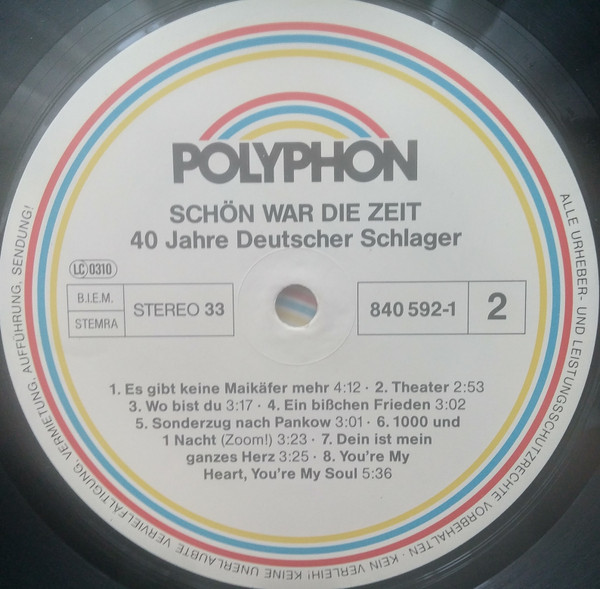 POLYPHON
SCHÖN WAR DIE ZEIT
40 Jahre Deutscher Schlager
LC 0310
B.I.E.M.
STEMRA
STEREO 33
840 592-1
2
1. Es gibt keine Maikäfer mehr 4:12 · 2. Theater 2:53
3. Wo bist du 3:17 · 4. Ein bißchen Frieden 3:02
5. Sonderzug nach Pankow 3:01 · 6. 1000 und
1 Nacht (Zoom!) 3:23 · 7. Dein ist mein
ganzes Herz 3:25 · 8. You're My
Heart, You're My Soul 5:36
ALLE URHEBER- UND LEISTUNGSSCHUTZRECHTE VORBEHALTEN · KEIN VERLEIH! KEINE UNERLAUBTE VERVIELFÄLTIGUNG, VERMIETUNG, AUFFÜHRUNG, SENDUNG!